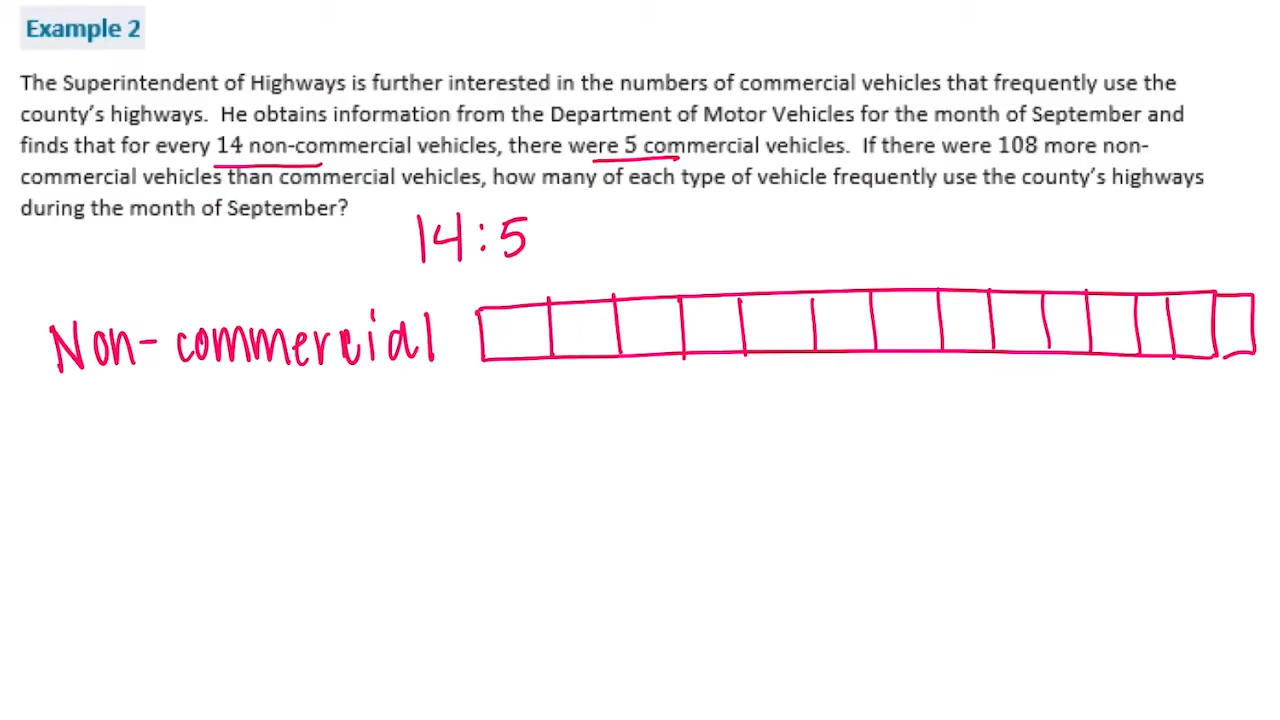 Example 2
The Superintendent of Highways is further interested in the numbers of commercial vehicles that frequently use the
county's highways. He obtains information from the Department of Motor Vehicles for the month of September and
finds that for every 14 non-commercial vehicles, there were 5 commercial vehicles. If there were 108 more non-
commercial vehicles than commercial vehicles, how many of each type of vehicle frequently use the county's highways
during the month of September?
14:5
Non-commercial